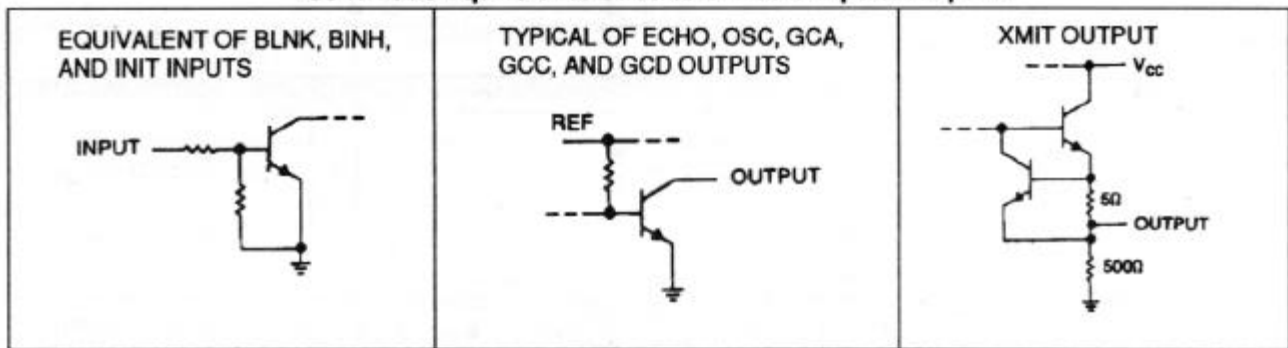 EQUIVALENT OF BLNK, BINH,
AND INIT INPUTS
INPUT
TYPICAL OF ECHO, OSC, GCA,
GCC, AND GCD OUTPUTS
REF
OUTPUT
XMIT OUTPUT
VCC
5Ω
OUTPUT
500Ω